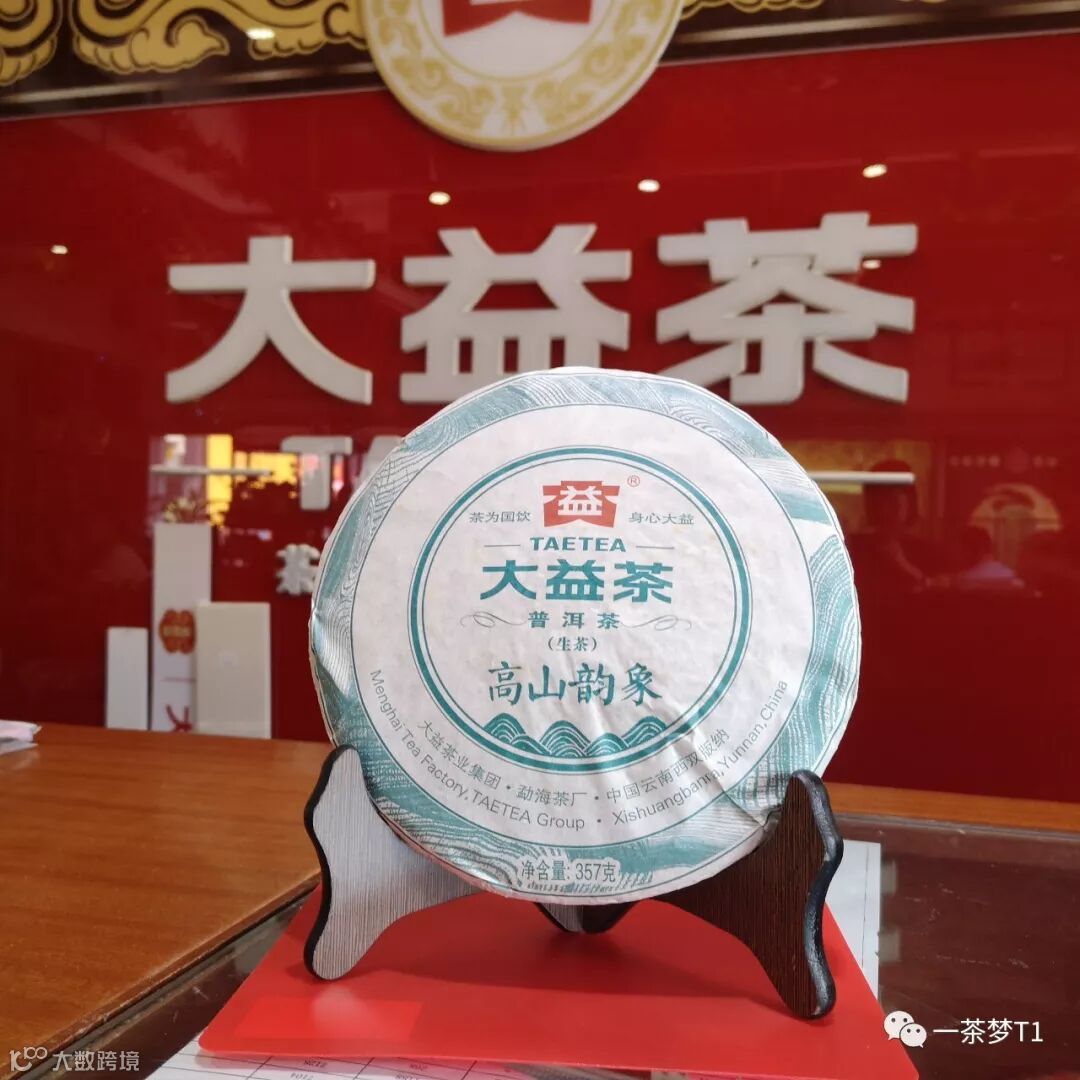 大益茶
益®
茶为国饮 身心大益
TAETEA
大益茶
普洱茶
(生茶)
高山韵象
大益茶业集团·勐海茶厂·中国云南西双版纳
Menghai Tea Factory, TAETEA Group · Xishuangbanna, Yunnan, China
净含量: 357克
一茶梦T1
大数跨境